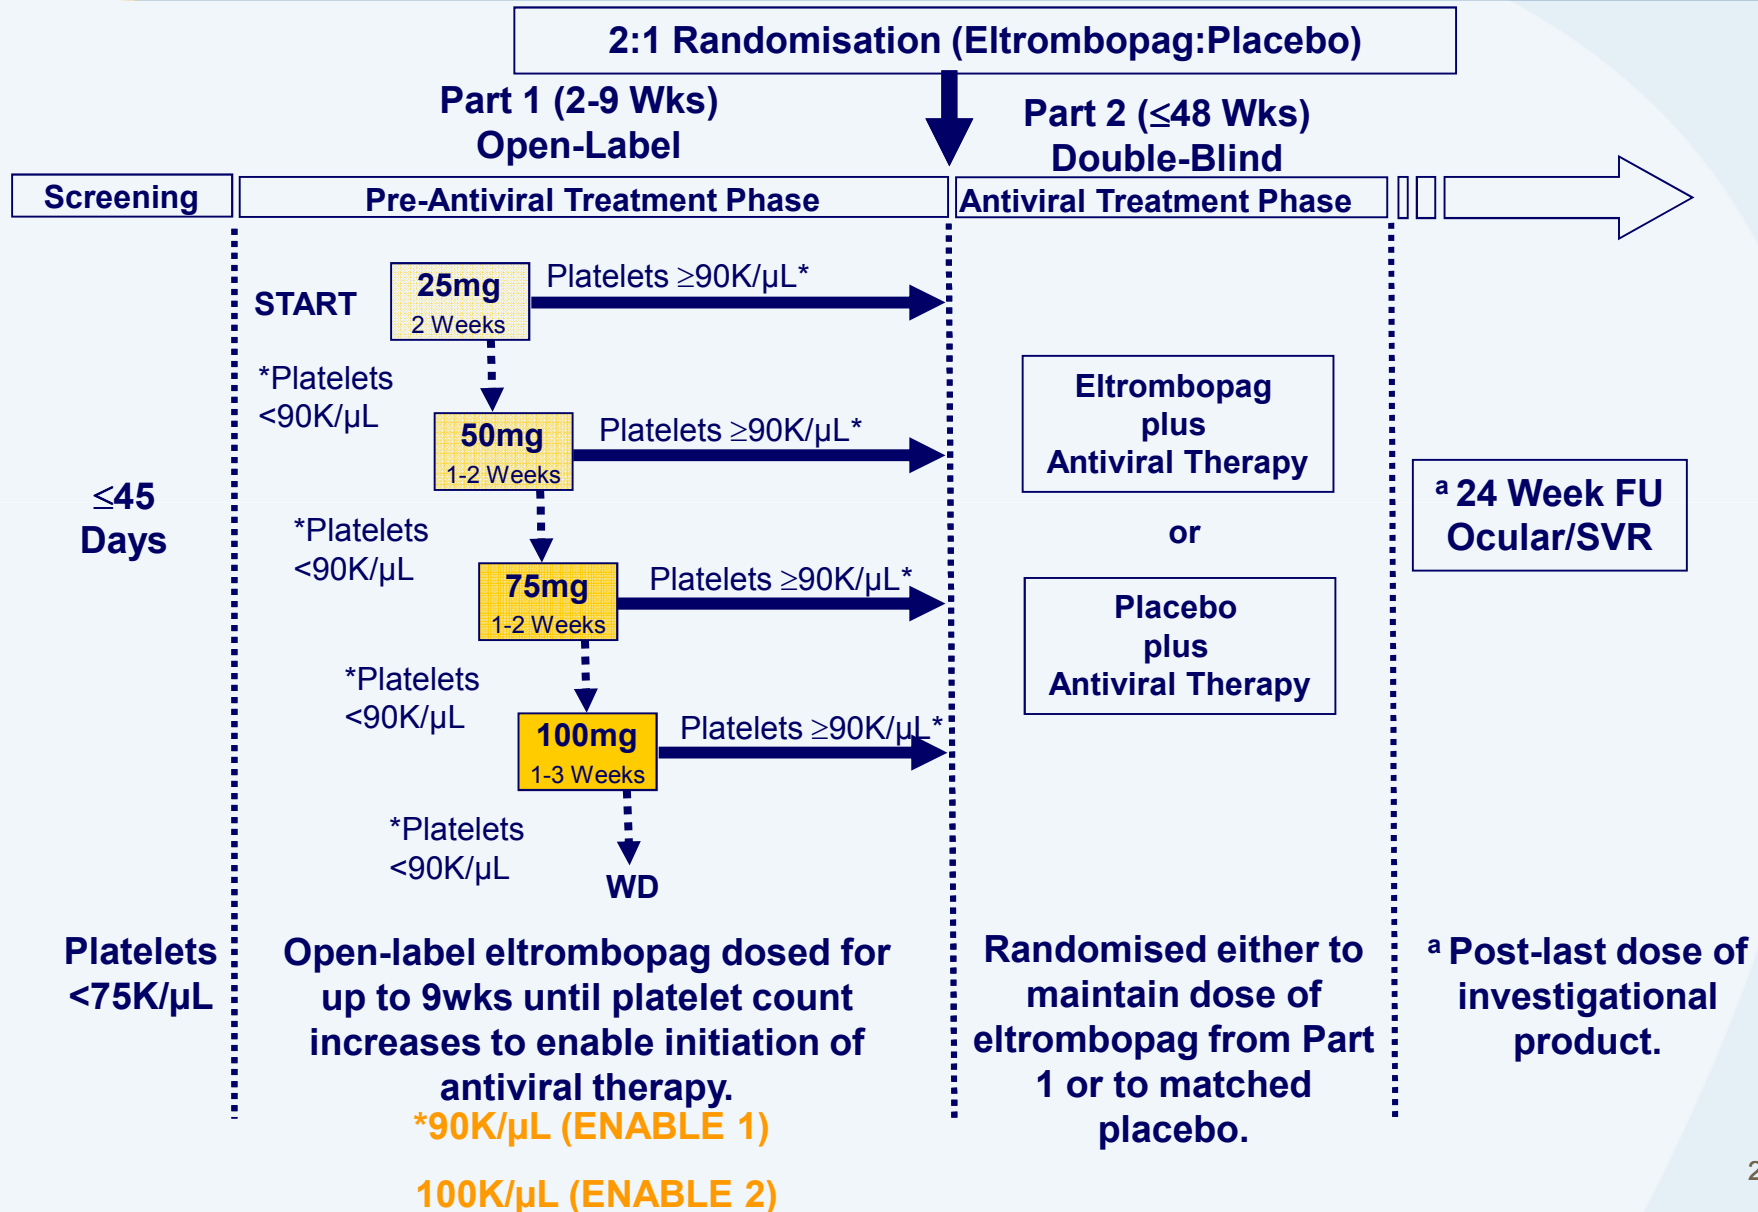 2:1 Randomisation (Eltrombopag:Placebo)
Part 1 (2-9 Wks)
Open-Label
Part 2 (≤48 Wks)
Double-Blind
Screening
Pre-Antiviral Treatment Phase
Antiviral Treatment Phase
START
25mg
2 Weeks
Platelets ≥90K/µL*
*Platelets
<90K/µL
50mg
1-2 Weeks
Platelets ≥90K/µL*
*Platelets
<90K/µL
75mg
1-2 Weeks
Platelets ≥90K/µL*
*Platelets
<90K/µL
100mg
1-3 Weeks
Platelets ≥90K/µL*
*Platelets
<90K/µL
WD
≤45
Days
Eltrombopag
plus
Antiviral Therapy
or
Placebo
plus
Antiviral Therapy
a 24 Week FU
Ocular/SVR
Platelets
<75K/µL
Open-label eltrombopag dosed for
up to 9wks until platelet count
increases to enable initiation of
antiviral therapy.
*90K/µL (ENABLE 1)
100K/µL (ENABLE 2)
Randomised either to
maintain dose of
eltrombopag from Part
1 or to matched
placebo.
a Post-last dose of
investigational
product.
2